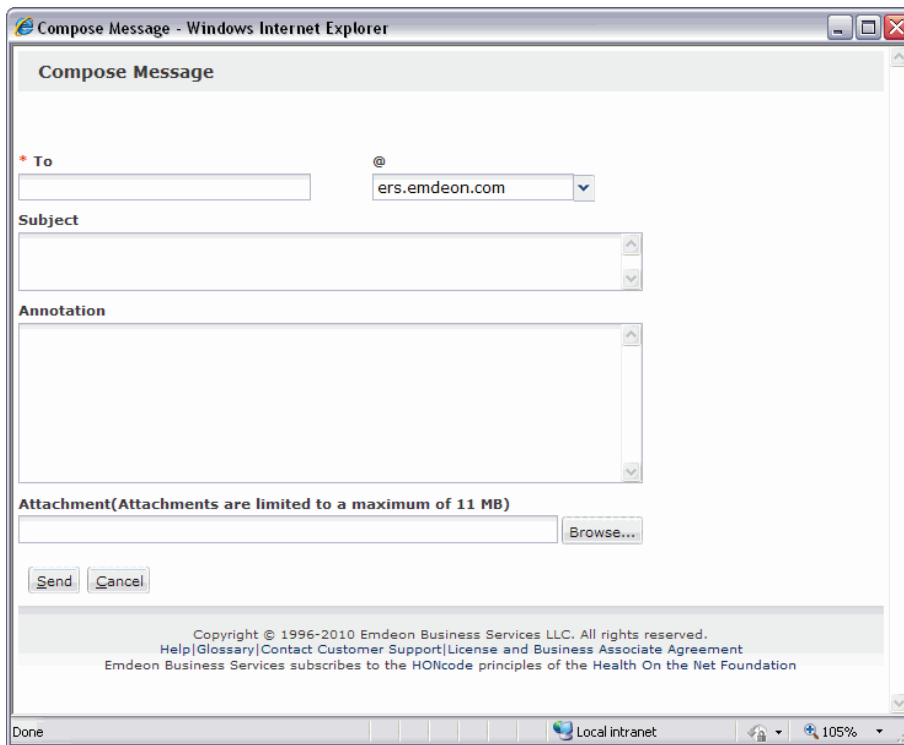 Compose Message - Windows Internet Explorer
Compose Message
* To @
ers.emdeon.com
Subject
Annotation
Attachment(Attachments are limited to a maximum of 11 MB)
Browse...
Send Cancel
Copyright © 1996-2010 Emdeon Business Services LLC. All rights reserved.
Help|Glossary|Contact Customer Support|License and Business Associate Agreement
Emdeon Business Services subscribes to the HONcode principles of the Health On the Net Foundation
Done Local intranet 105%